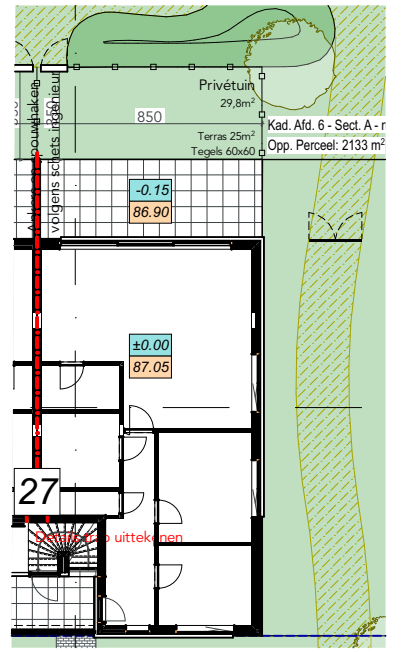 Privétuin
29,8m²
850
Kad. Afd. 6 - Sect. A -
Terras 25m²
Opp. Perceel: 2133 m²
Tegels 60x60
volgens schets ingenieur
-0.15
86.90
±0.00
87.05
27
Details trap uittekenen